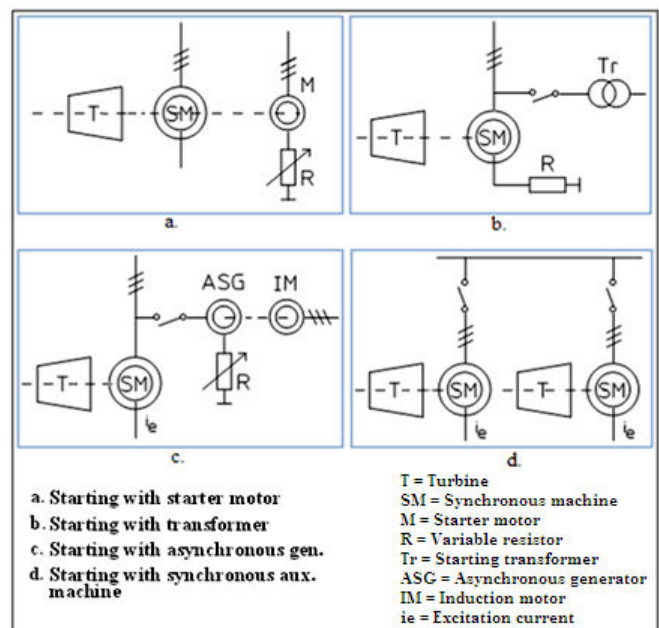 M
-T-
SM
R
a.
Tr
-T-
SM
R
b.
ASG IM
-T-
SM
R
ie
c.
-T-
SM
-T-
SM
ie
ie
d.
a. Starting with starter motor
b. Starting with transformer
c. Starting with asynchronous gen.
d. Starting with synchronous aux.
machine
T = Turbine
SM = Synchronous machine
M = Starter motor
R = Variable resistor
Tr = Starting transformer
ASG = Asynchronous generator
IM = Induction motor
ie = Excitation current